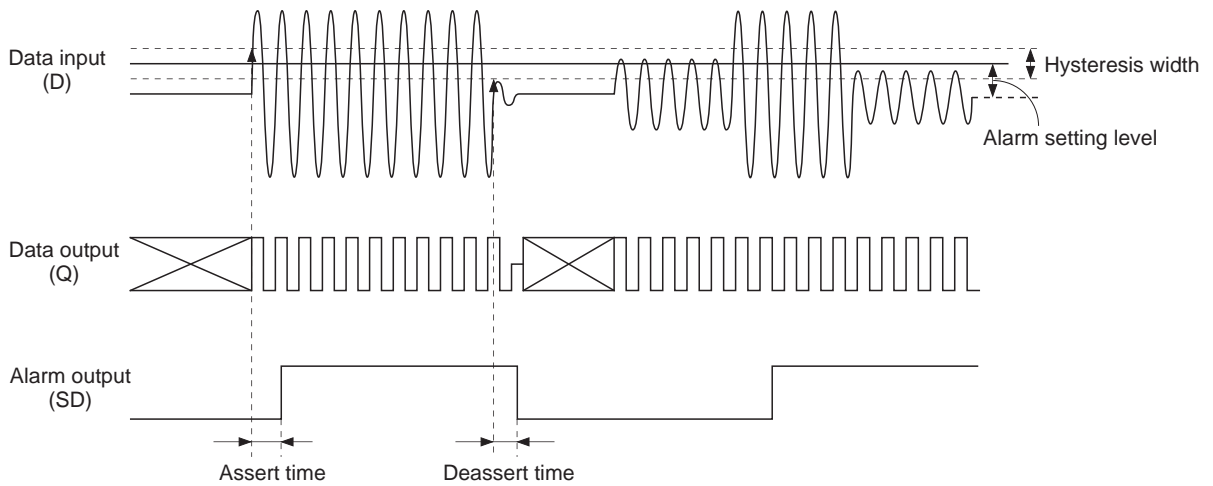 Data input
(D)
Hysteresis width
Alarm setting level
Data output
(Q)
Alarm output
(SD)
Assert time
Deassert time